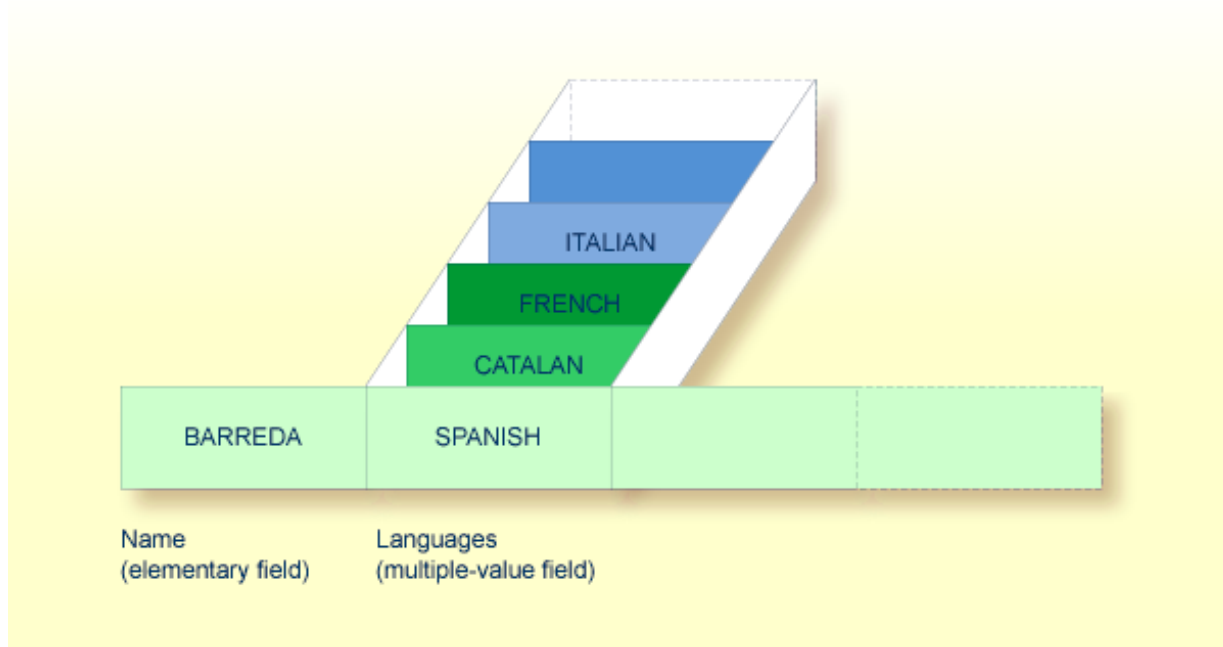 ITALIAN
FRENCH
CATALAN
BARREDA
SPANISH
Name
(elementary field)
Languages
(multiple-value field)